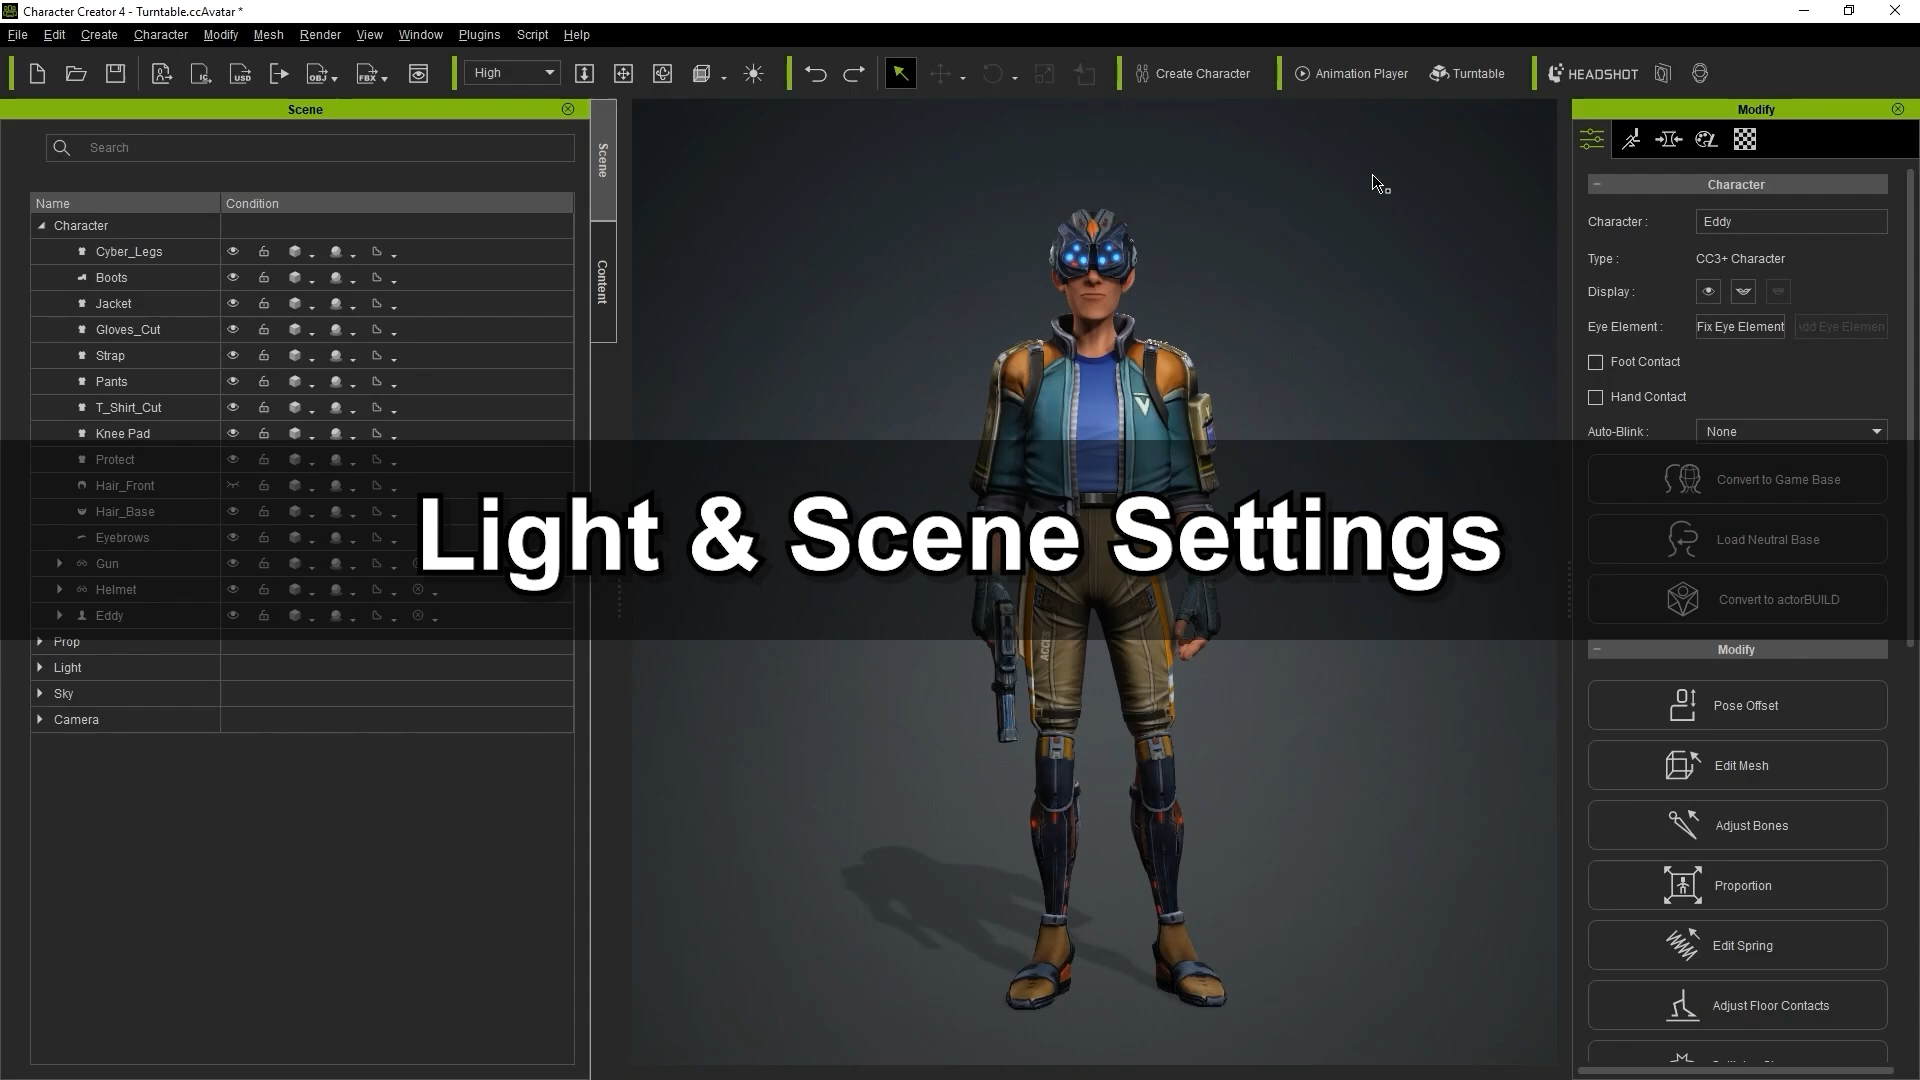 Character Creator 4 - Turntable.ccAvatar *
File Edit Create Character Modify Mesh Render View Window Plugins Script Help
High Create Character Animation Player Turntable HEADSHOT
Scene
Search
Name Condition
Character
Cyber_Legs
Boots
Jacket
Gloves_Cut
Strap
Pants
T_Shirt_Cut
Knee Pad
Protect
Hair_Front
Hair_Base
Eyebrows
Gun
Helmet
Eddy
Prop
Light
Sky
Camera
Scene
Content
Light & Scene Settings
ACCES
Modify
Character
Character : Eddy
Type : CC3+ Character
Display :
Eye Element : Fix Eye Element
Foot Contact
Hand Contact
Auto-Blink : None
Convert to Game Base
Load Neutral Base
Convert to actorBUILD
Modify
Pose Offset
Edit Mesh
Adjust Bones
Proportion
Edit Spring
Adjust Floor Contacts